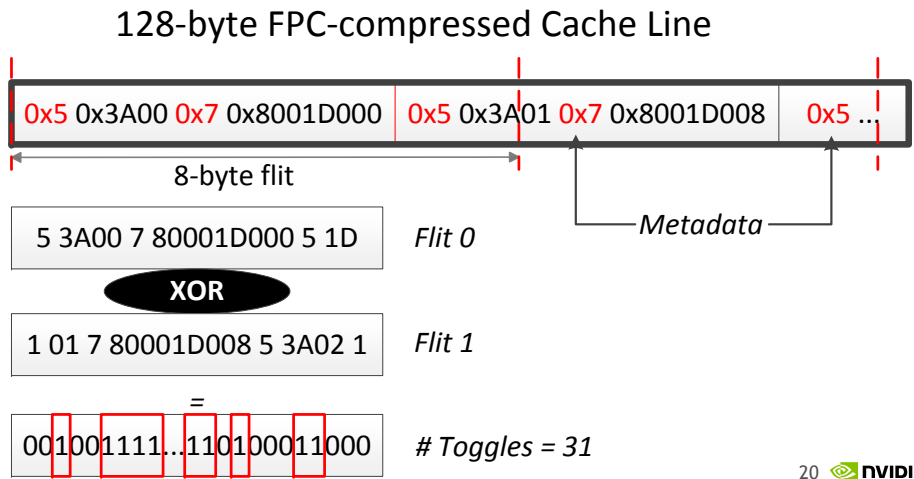 128-byte FPC-compressed Cache Line
0x5 0x3A00 0x7 0x8001D000 0x5 0x3A01 0x7 0x8001D008 0x5 ...
8-byte flit
Metadata
5 3A00 7 80001D000 5 1D Flit 0
XOR
1 01 7 80001D008 5 3A02 1 Flit 1
=
001001111...110100011000 # Toggles = 31
20 NVIDI